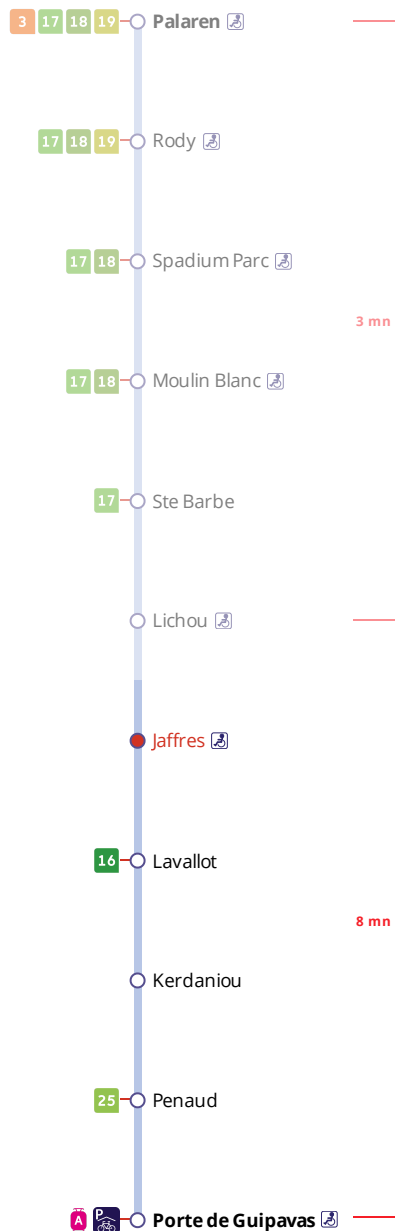 3 17 18 19 Palaren
17 18 19 Rody
17 18 Spadium Parc
3 mn
17 18 Moulin Blanc
17 Ste Barbe
Lichou
Jaffres
16 Lavallot
8 mn
Kerdaniou
25 Penaud
A P Porte de Guipavas